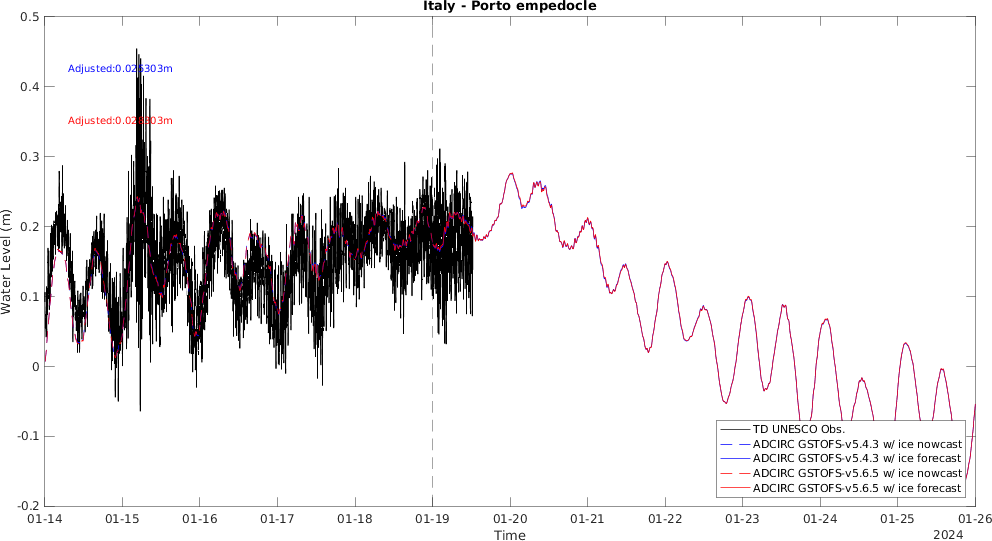 Italy - Porto empedocle
0.5
0.4
0.3
0.2
0.1
0
-0.1
-0.2
Water Level (m)
01-14 01-15 01-16 01-17 01-18 01-19 01-20 01-21 01-22 01-23 01-24 01-25 01-26
Time
2024
TD UNESCO Obs.
ADCIRC GSTOFS-v5.4.3 w/ ice nowcast
ADCIRC GSTOFS-v5.4.3 w/ ice forecast
ADCIRC GSTOFS-v5.6.5 w/ ice nowcast
ADCIRC GSTOFS-v5.6.5 w/ ice forecast